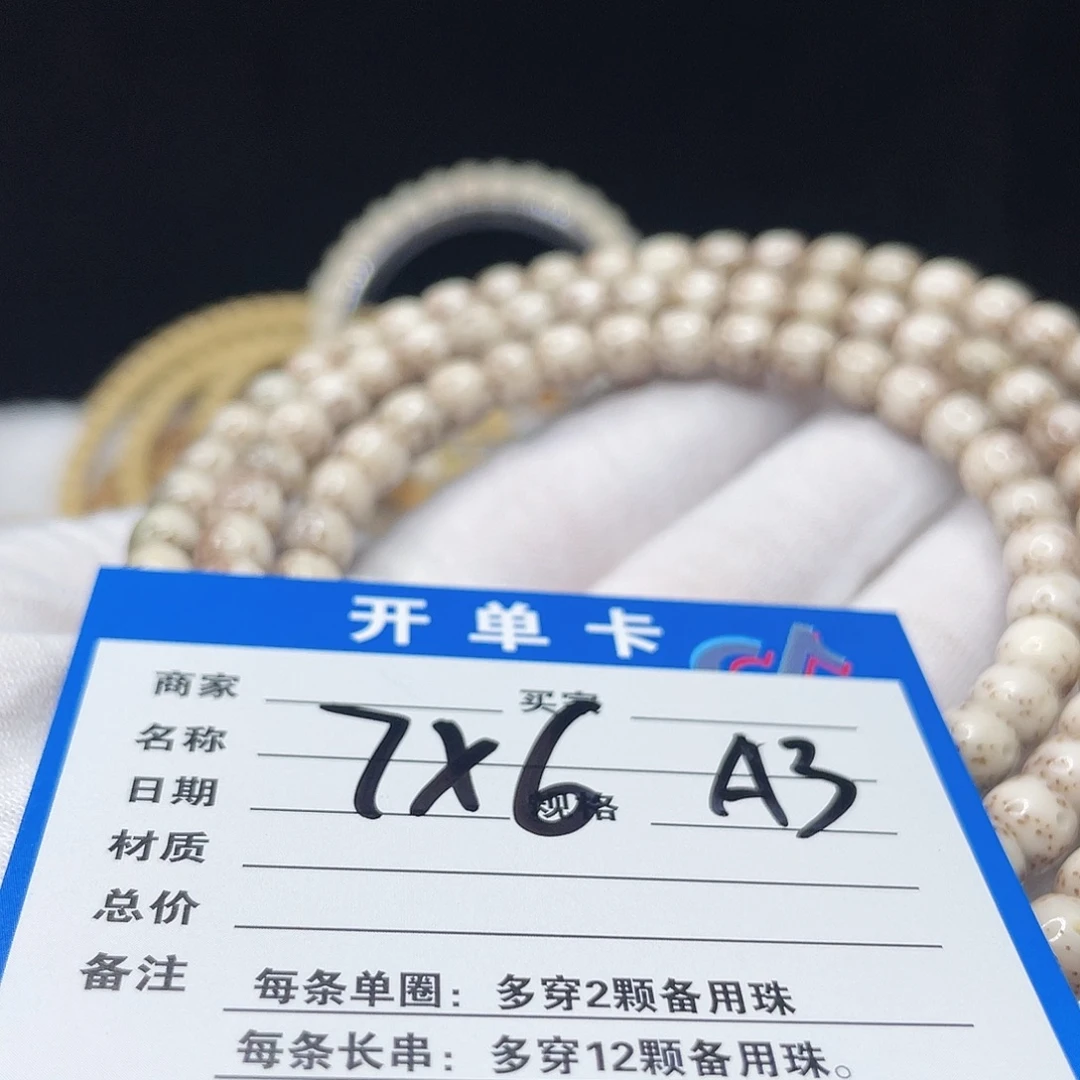 开单卡
商家 买家
名称 7X6 A3
日期 规格
材质
总价
备注 每条单圈：多穿2颗备用珠
每条长串：多穿12颗备用珠。